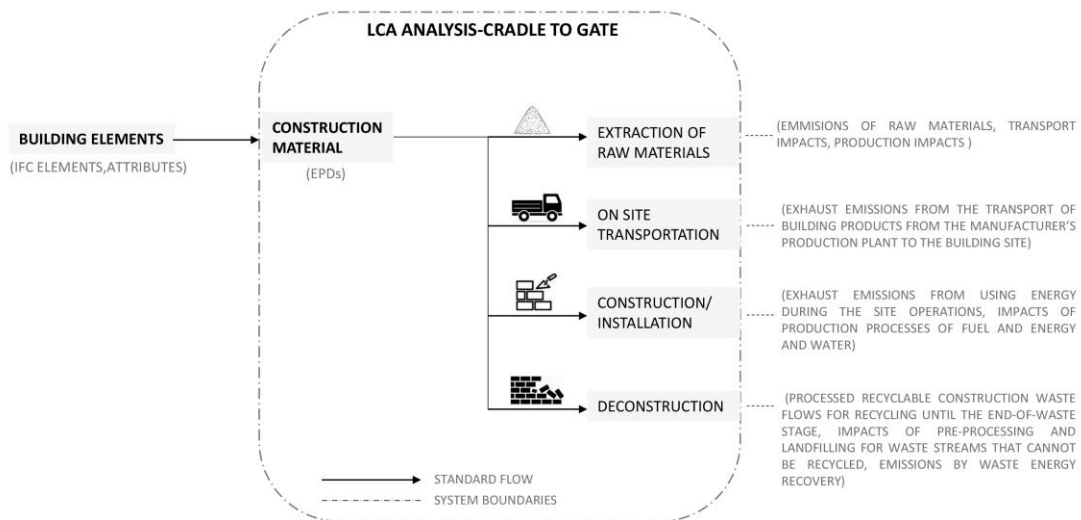 LCA ANALYSIS-CRADLE TO GATE
BUILDING ELEMENTS
(IFC ELEMENTS,ATTRIBUTES)
CONSTRUCTION
MATERIAL
(EPDs)
EXTRACTION OF
RAW MATERIALS
(EMMISIONS OF RAW MATERIALS, TRANSPORT
IMPACTS, PRODUCTION IMPACTS )
ON SITE
TRANSPORTATION
(EXHAUST EMISSIONS FROM THE TRANSPORT OF
BUILDING PRODUCTS FROM THE MANUFACTURER'S
PRODUCTION PLANT TO THE BUILDING SITE)
CONSTRUCTION/
INSTALLATION
(EXHAUST EMISSIONS FROM USING ENERGY
DURING THE SITE OPERATIONS, IMPACTS OF
PRODUCTION PROCESSES OF FUEL AND ENERGY
AND WATER)
DECONSTRUCTION
(PROCESSED RECYCLABLE CONSTRUCTION WASTE
FLOWS FOR RECYCLING UNTIL THE END-OF-WASTE
STAGE, IMPACTS OF PRE-PROCESSING AND
LANDFILLING FOR WASTE STREAMS THAT CANNOT
BE RECYCLED, EMISSIONS BY WASTE ENERGY
RECOVERY)
STANDARD FLOW
SYSTEM BOUNDARIES